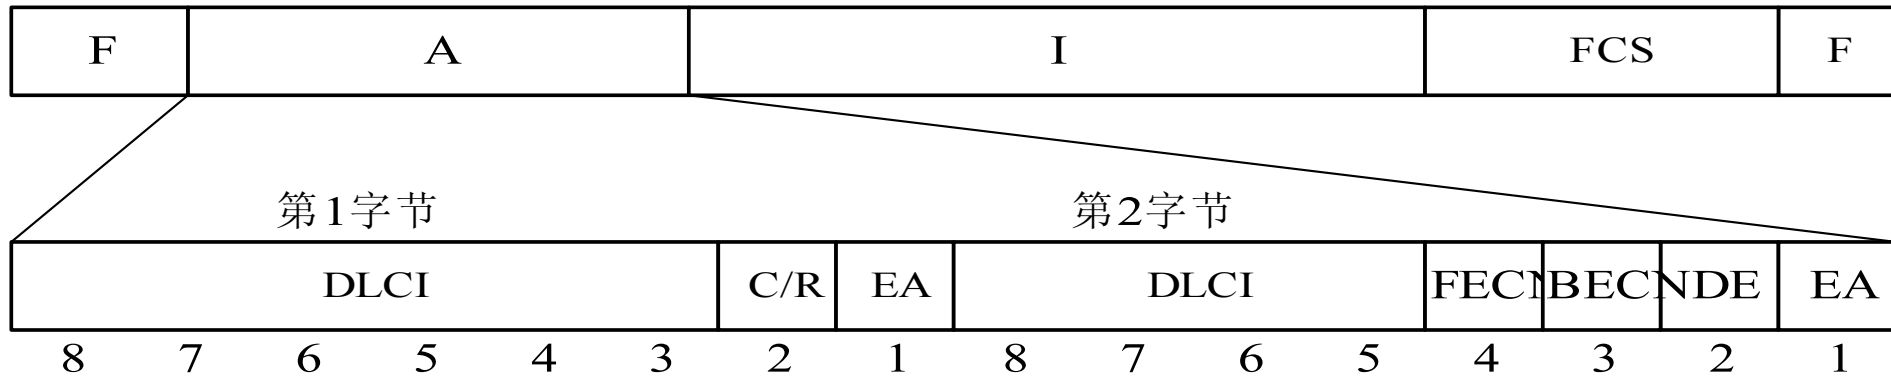 F A I FCS F
第1字节 第2字节
DLCI C/R EA DLCI FECN BECN DE EA
8 7 6 5 4 3 2 1 8 7 6 5 4 3 2 1